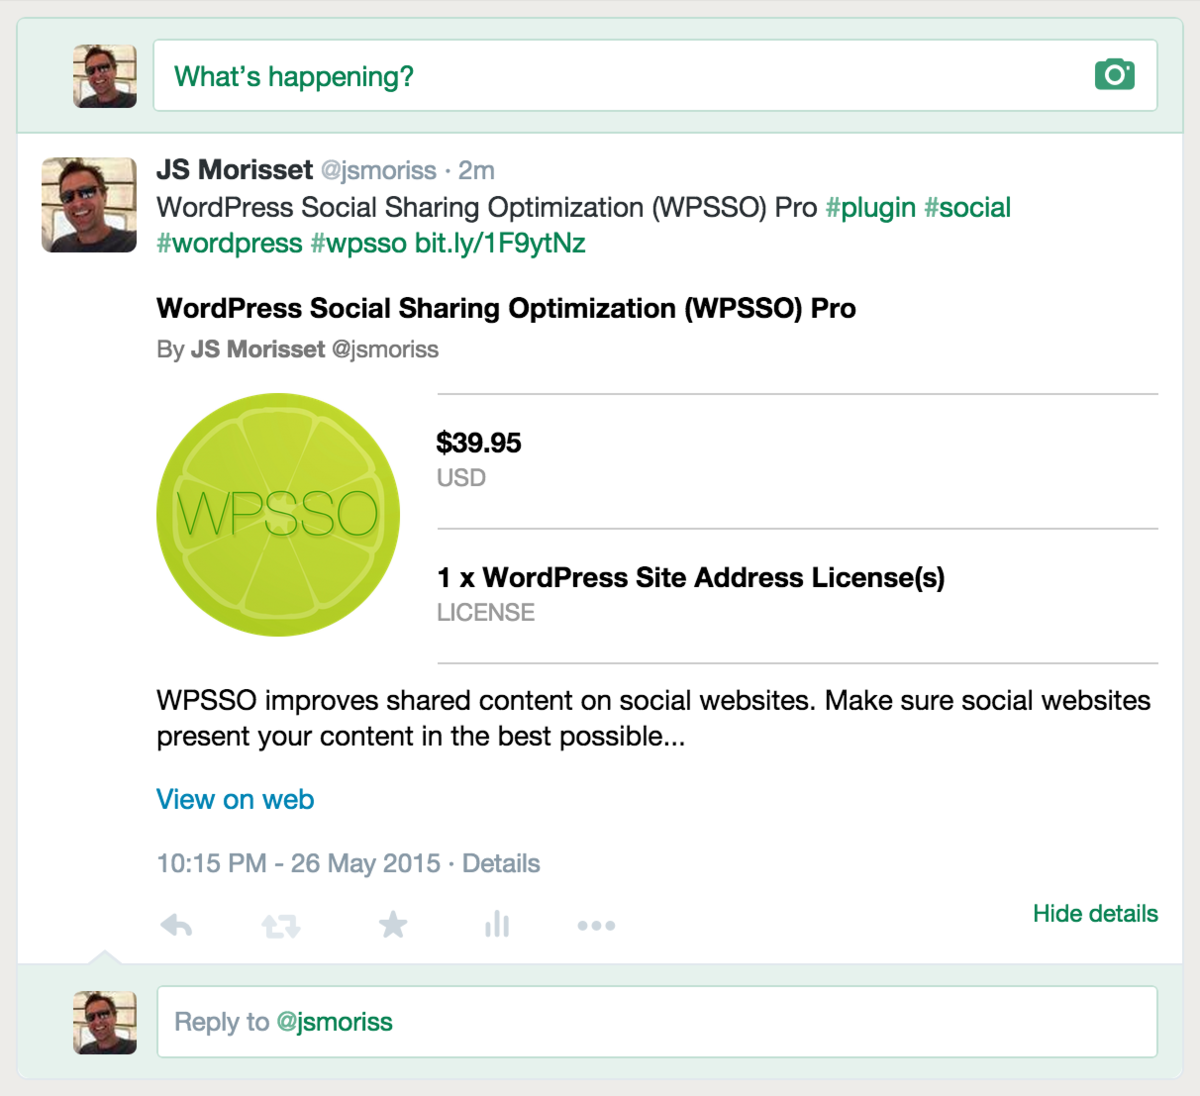 What's happening?
JS Morisset @jsmoriss · 2m
WordPress Social Sharing Optimization (WPSSO) Pro #plugin #social
#wordpress #wpsso bit.ly/1F9ytNz
WordPress Social Sharing Optimization (WPSSO) Pro
By JS Morisset @jsmoriss
WPSSO
$39.95
USD
1 x WordPress Site Address License(s)
LICENSE
WPSSO improves shared content on social websites. Make sure social websites
present your content in the best possible...
View on web
10:15 PM - 26 May 2015 · Details
Hide details
Reply to @jsmoriss